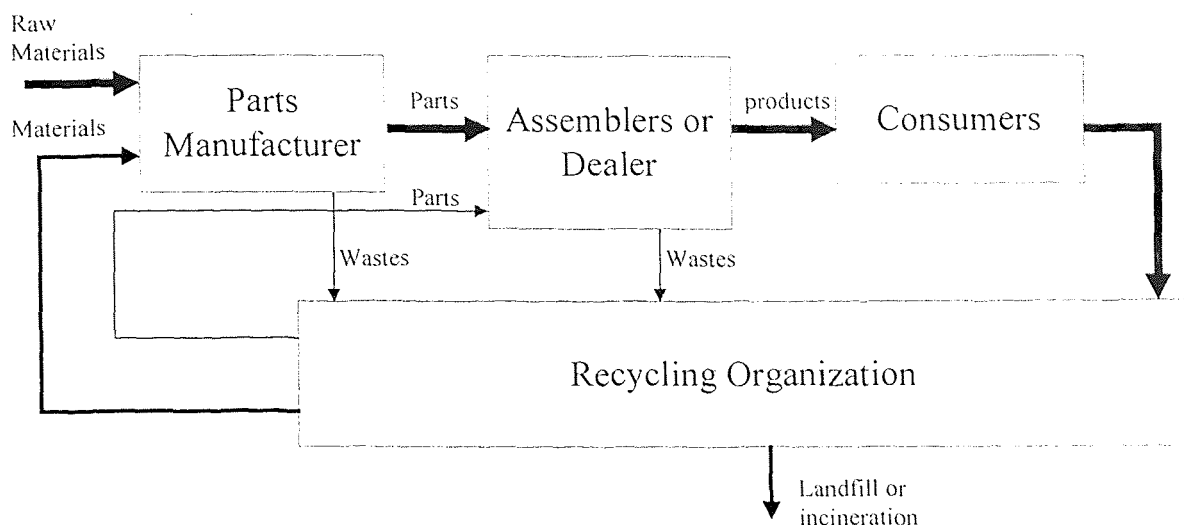 Raw
Materials
Materials
Parts
Manufacturer
Parts
Assemblers or
Dealer
products
Consumers
Parts
Wastes
Wastes
Recycling Organization
Landfill or
incineration